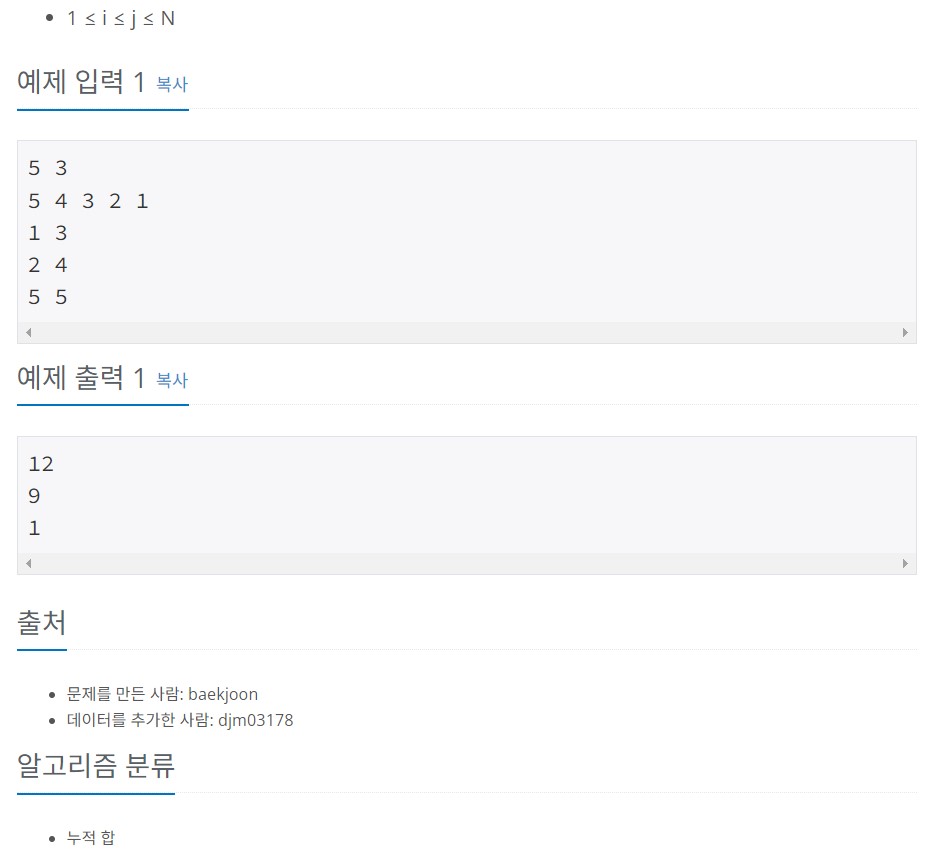 1 ≤ i ≤ j ≤ N
예제 입력 1 복사
5 3
5 4 3 2 1
1 3
2 4
5 5
예제 출력 1 복사
12
9
1
출처
문제를 만든 사람: baekjoon
데이터를 추가한 사람: djm03178
알고리즘 분류
누적 합